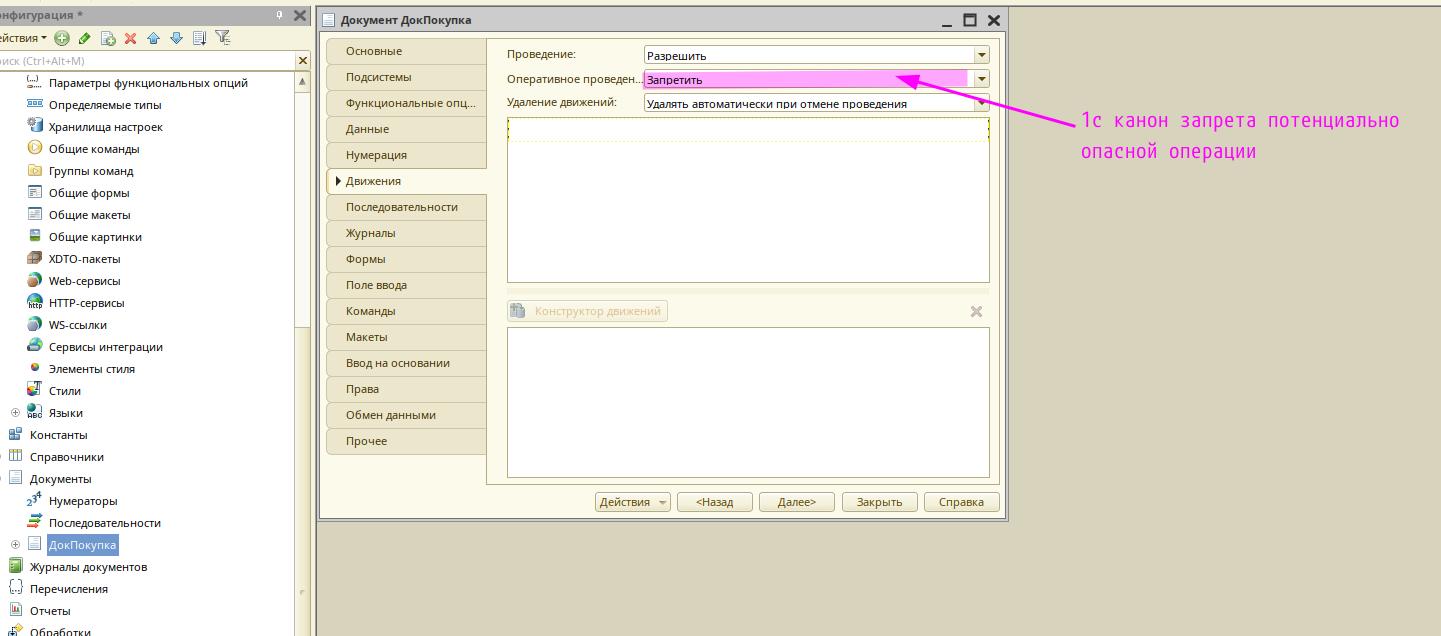 онфигурация *
йствия
иск (Ctrl+Alt+M)
Параметры функциональных опций
Определяемые типы
Хранилища настроек
Общие команды
Группы команд
Общие формы
Общие макеты
Общие картинки
XDTO-пакеты
Web-сервисы
HTTP-сервисы
WS-ссылки
Сервисы интеграции
Элементы стиля
Стили
Языки
Константы
Справочники
Документы
Нумераторы
Последовательности
ДокПокупка
Журналы документов
Перечисления
Отчеты
Обработки
Документ ДокПокупка
Основные
Подсистемы
Функциональные опц...
Данные
Нумерация
Движения
Последовательности
Журналы
Формы
Поле ввода
Команды
Макеты
Ввод на основании
Права
Обмен данными
Прочее
Проведение: Разрешить
Оперативное проведен... Запретить
Удаление движений: Удалять автоматически при отмене проведения
Конструктор движений
Действия <Назад Далее> Закрыть Справка
1с канон запрета потенциально
опасной операции